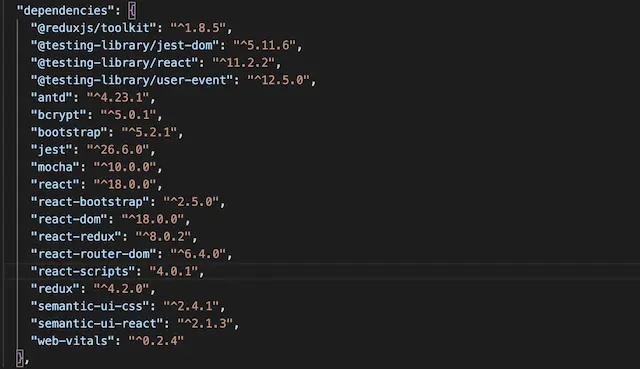 "dependencies": {
"@reduxjs/toolkit": "^1.8.5",
"@testing-library/jest-dom": "^5.11.6",
"@testing-library/react": "^11.2.2",
"@testing-library/user-event": "^12.5.0",
"antd": "^4.23.1",
"bcrypt": "^5.0.1",
"bootstrap": "^5.2.1",
"jest": "^26.6.0",
"mocha": "^10.0.0",
"react": "^18.0.0",
"react-bootstrap": "^2.5.0",
"react-dom": "^18.0.0",
"react-redux": "^8.0.2",
"react-router-dom": "^6.4.0",
"react-scripts": "4.0.1",
"redux": "^4.2.0",
"semantic-ui-css": "^2.4.1",
"semantic-ui-react": "^2.1.3",
"web-vitals": "^0.2.4"
},